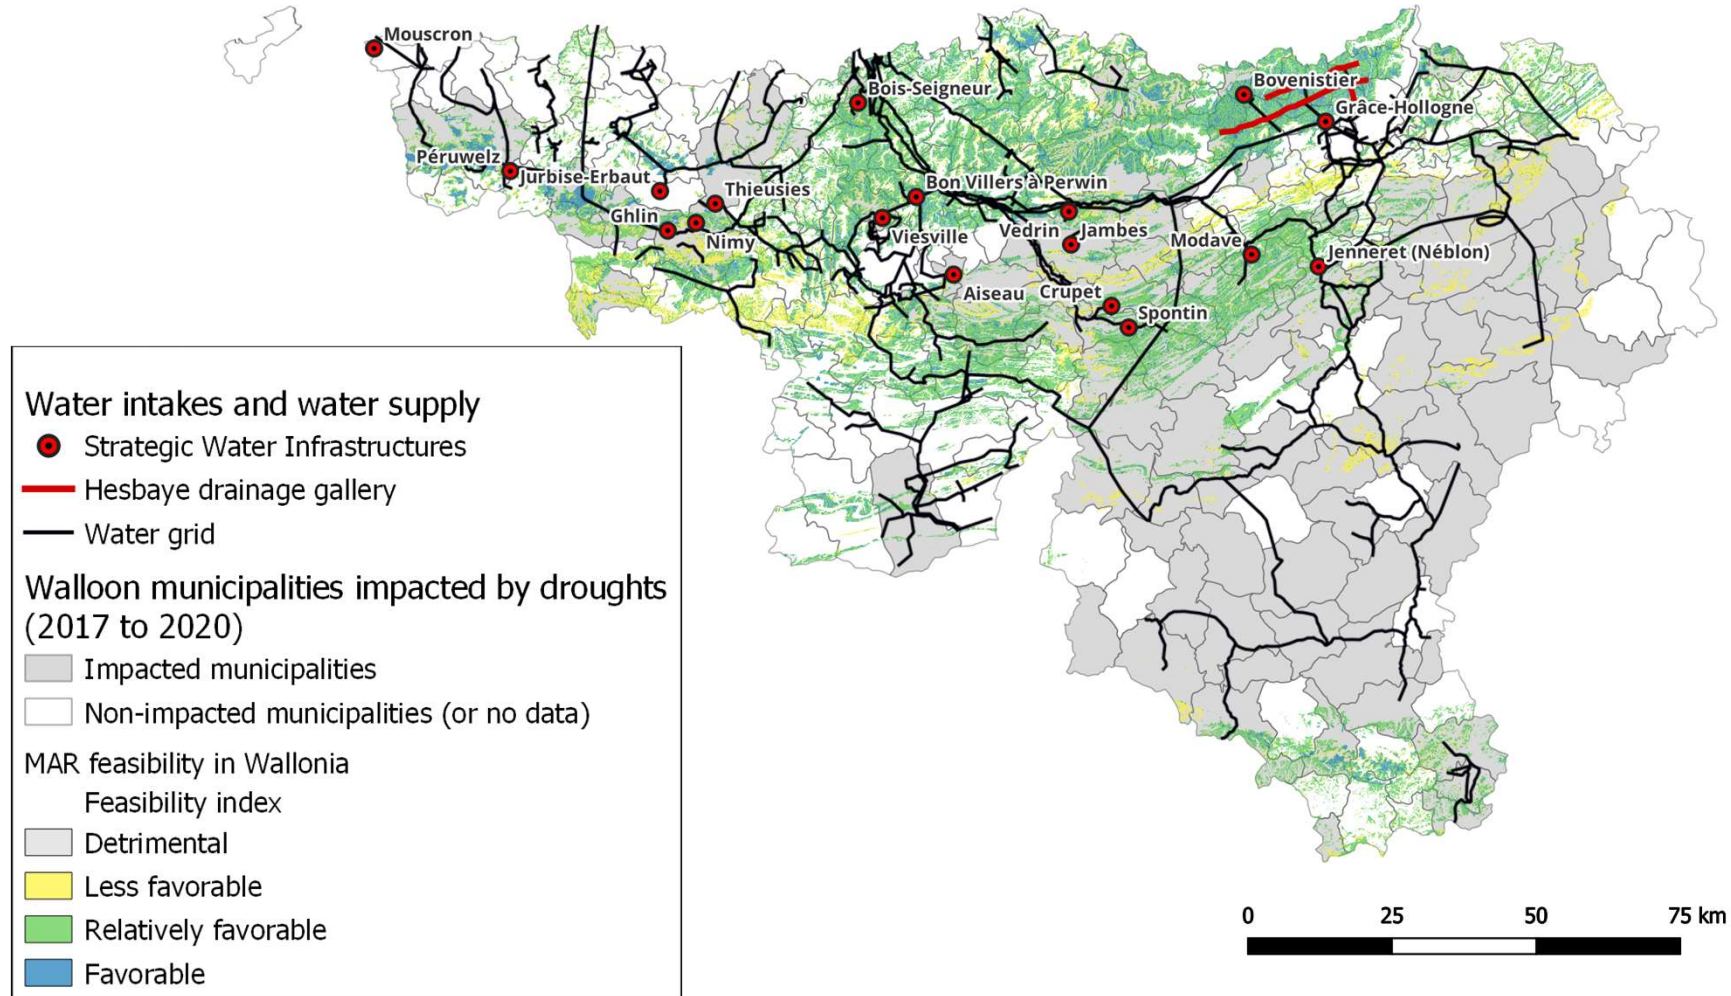 Mouscron
Bois-Seigneur
Bovenistier
Grâce-Hollogne
Péruwelz
Jurbise-Erbaut
Thieusies
Bon Villers à Perwin
Ghlin
Nimy
Viesville
Vedrin
Jambes
Modave
Jenneret (Néblon)
Aiseau
Crupet
Spontin
Water intakes and water supply
Strategic Water Infrastructures
Hesbaye drainage gallery
Water grid
Walloon municipalities impacted by droughts
(2017 to 2020)
Impacted municipalities
Non-impacted municipalities (or no data)
MAR feasibility in Wallonia
Feasibility index
Detrimental
Less favorable
Relatively favorable
Favorable
0 25 50 75 km